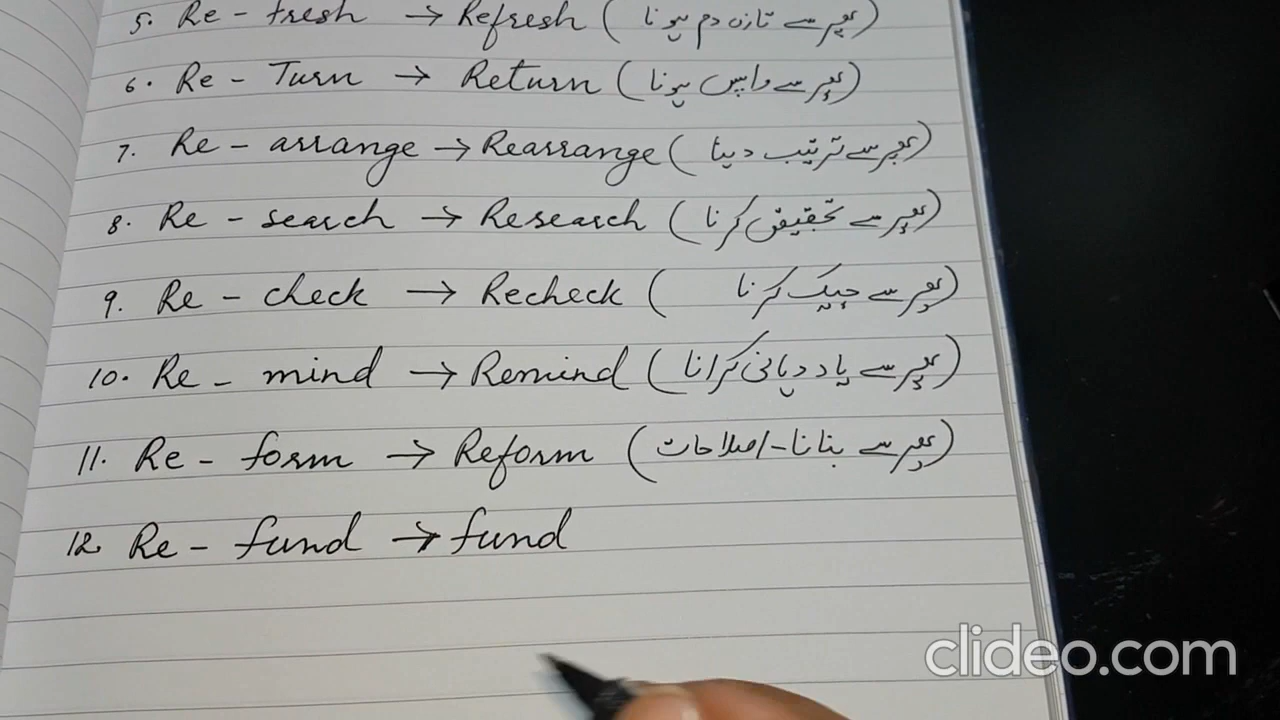 5. Re - fresh → Refresh (پھر سے تازہ دم ہونا)
6. Re - Turn → Return (پھر سے واپس ہونا)
7. Re - arrange → Rearrange (پھر سے ترتیب دینا)
8. Re - search → Research (پھر سے تحقیق کرنا)
9. Re - check → Recheck (پھر سے چیک کرنا)
10. Re - mind → Remind (پھر سے یاد دہانی کرانا)
11. Re - form → Reform (پھر سے بنانا - اصلاحات)
12. Re - fund → fund
clideo.com